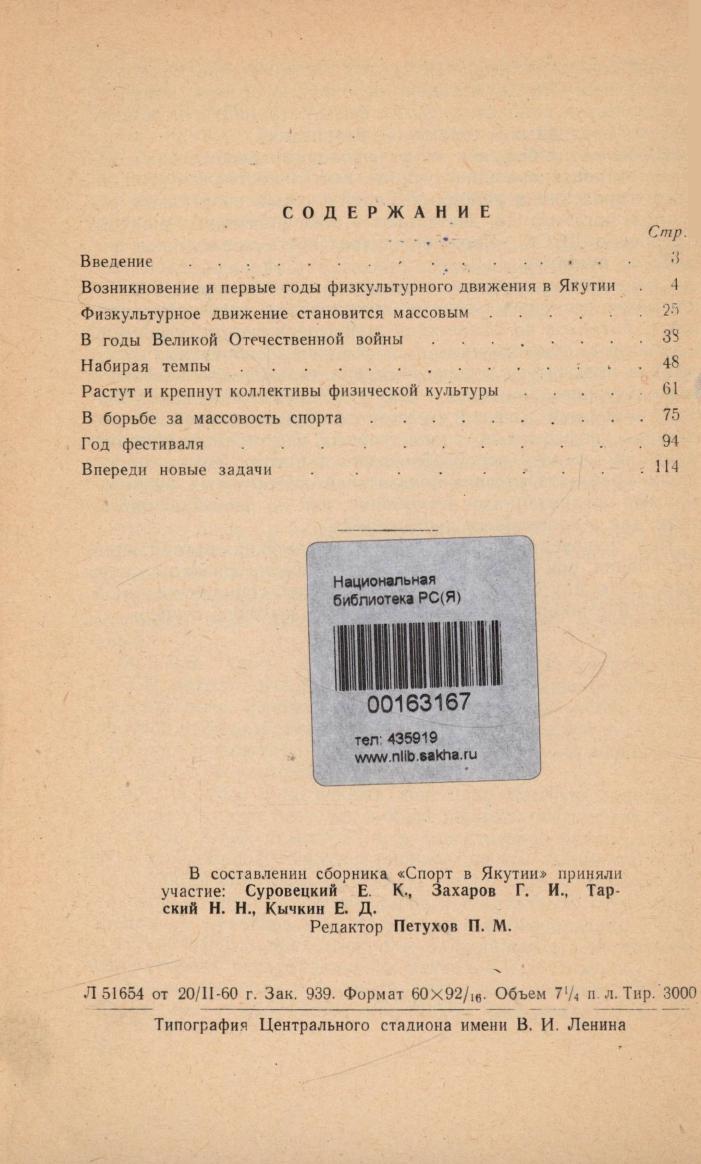 СОДЕРЖАНИЕ
Стр.
Введение . . . . . . . . . . . . . . . 3
Возникновение и первые годы физкультурного движения в Якутии . 4
Физкультурное движение становится массовым . . . . . . 25
В годы Великой Отечественной войны . . . . . . . . 38
Набирая темпы . . . . . . . . . . . . . 48
Растут и крепнут коллективы физической культуры . . . . . 61
В борьбе за массовость спорта . . . . . . . . . . 75
Год фестиваля . . . . . . . . . . . 94
Впереди новые задачи . . . . . . . . . 114
Национальная
библиотека РС(Я)
00163167
тел: 435919
www.nlib.sakha.ru
В составлении сборника «Спорт в Якутии» приняли
участие: Суровецкий Е. К., Захаров Г. И., Тар-
ский Н. Н., Кычкин Е. Д.
Редактор Петухов П. М.
Л 51654 от 20/II-60 г. Зак. 939. Формат 60×92/₁₆. Объем 7¹/₄ п. л. Тир. 3000
Типография Центрального стадиона имени В. И. Ленина